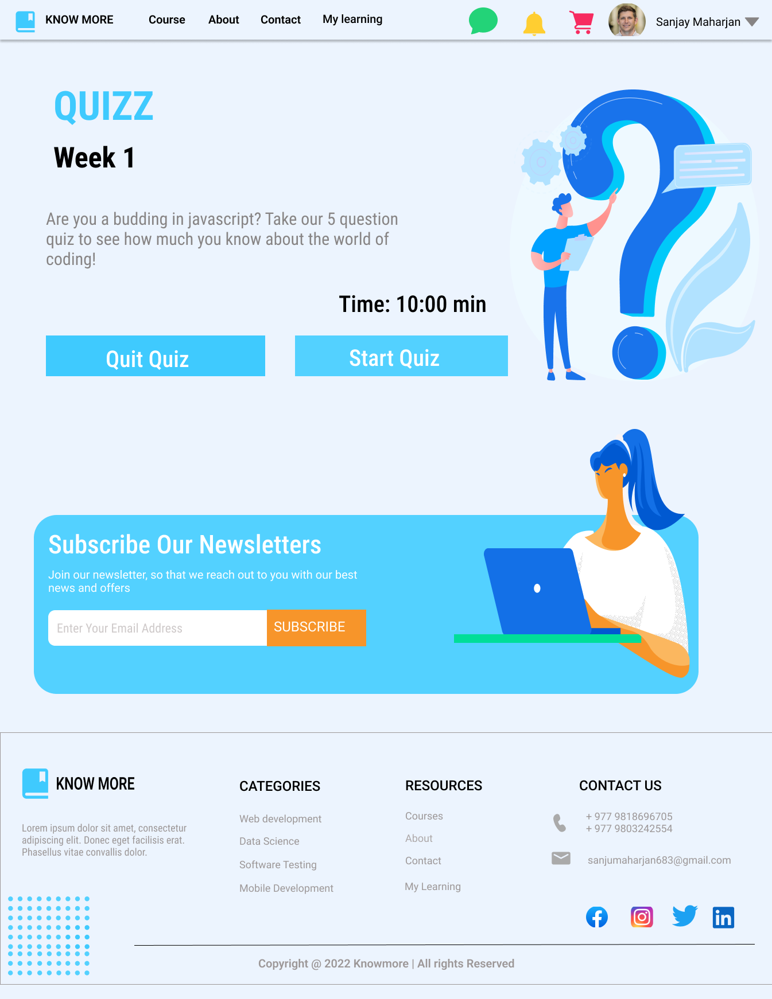 KNOW MORE
Course
About
Contact
My learning
Sanjay Maharjan
QUIZZ
Week 1
Are you a budding in javascript? Take our 5 question
quiz to see how much you know about the world of
coding!
Time: 10:00 min
Quit Quiz
Start Quiz
Subscribe Our Newsletters
Join our newsletter, so that we reach out to you with our best
news and offers
Enter Your Email Address
SUBSCRIBE
KNOW MORE
Lorem ipsum dolor sit amet, consectetur
adipiscing elit. Donec eget facilisis erat.
Phasellus vitae convallis dolor.
CATEGORIES
Web development
Data Science
Software Testing
Mobile Development
RESOURCES
Courses
About
Contact
My Learning
CONTACT US
+ 977 9818696705
+ 977 9803242554
sanjumaharjan683@gmail.com
in
Copyright @ 2022 Knowmore | All rights Reserved